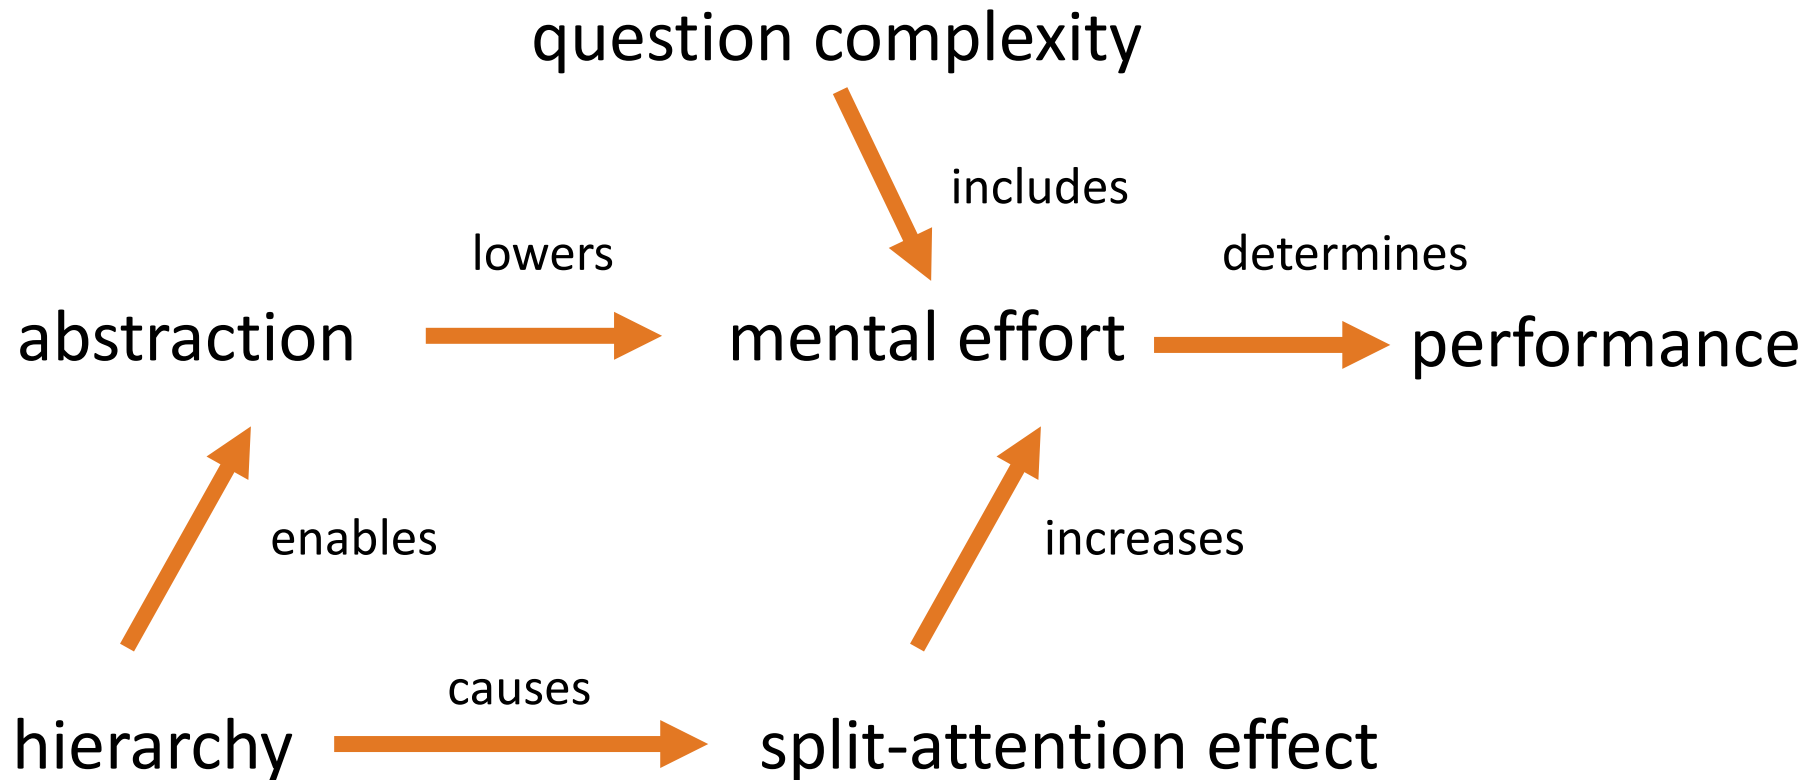 question complexity
includes
lowers
determines
abstraction
mental effort
performance
enables
increases
causes
hierarchy
split-attention effect